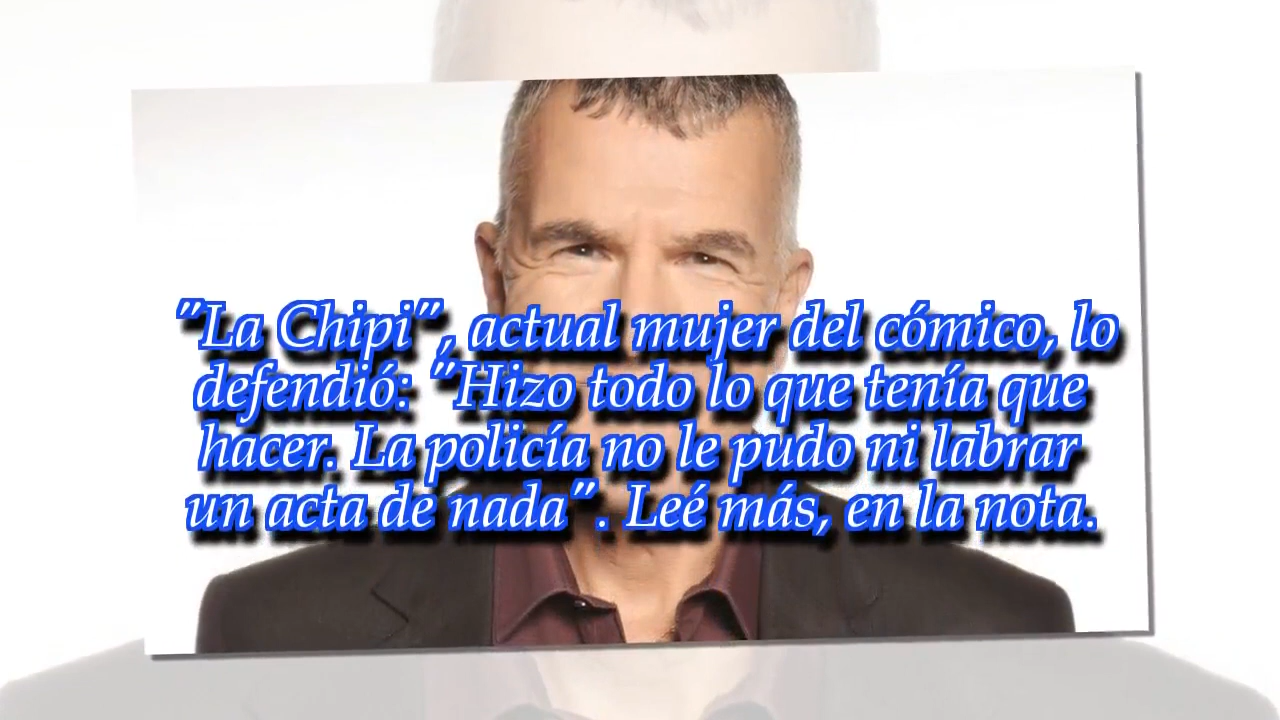 "La Chipi", actual mujer del cómico, lo
defendió: "Hizo todo lo que tenía que
hacer. La policía no le pudo ni labrar
un acta de nada". Leé más, en la nota.